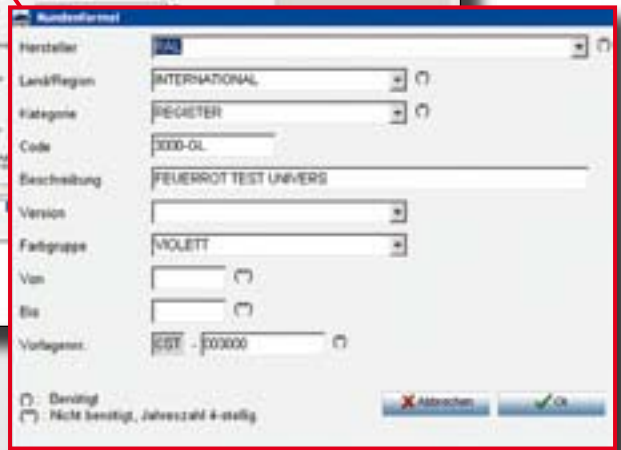 Kundenformel
Hersteller RAL (*)
Land/Region INTERNATIONAL (*)
Kategorie REGISTER (*)
Code 3000-GL
Beschreibung FEUERROT TEST UNIVERS
Version
Farbgruppe VIOLETT
Von (**)
Bis (**)
Vorlagennr. CST - 003000 (*)
(*) : Benötigt
(**) : Nicht benötigt, Jahreszahl 4-stellig
Abbrechen Ok